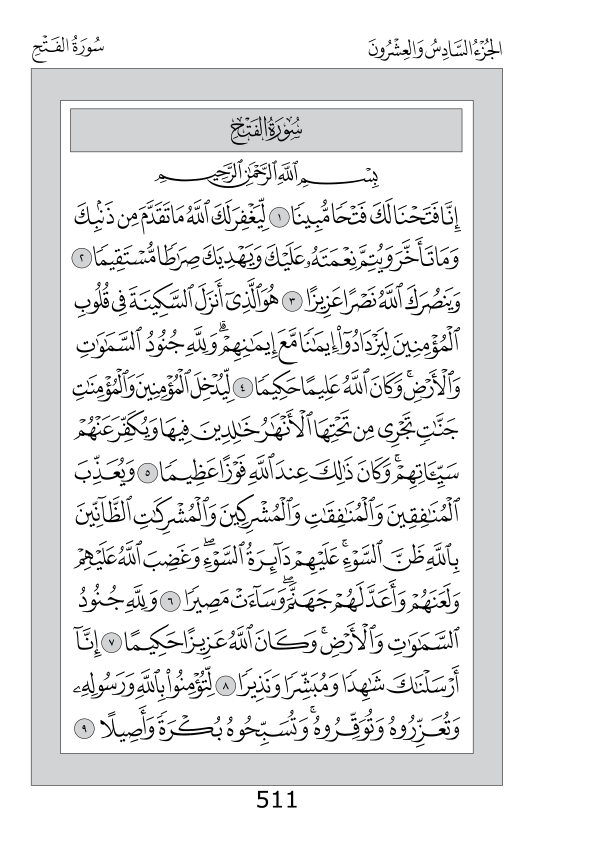 الجُزْءُ السَّادِسُ وَالعِشْرُونَ
سُورَةُ الفَتْحِ
سُورَةُ الفَتْحِ
بِسْمِ ٱللَّهِ ٱلرَّحْمَٰنِ ٱلرَّحِيمِ
إِنَّا فَتَحْنَا لَكَ فَتْحًا مُّبِينًا ١ لِّيَغْفِرَ لَكَ ٱللَّهُ مَا تَقَدَّمَ مِن ذَنۢبِكَ
وَمَا تَأَخَّرَ وَيُتِمَّ نِعْمَتَهُۥ عَلَيْكَ وَيَهْدِيَكَ صِرَٰطًا مُّسْتَقِيمًا ٢
وَيَنصُرَكَ ٱللَّهُ نَصْرًا عَزِيزًا ٣ هُوَ ٱلَّذِىٓ أَنزَلَ ٱلسَّكِينَةَ فِى قُلُوبِ
ٱلْمُؤْمِنِينَ لِيَزْدَادُوٓا۟ إِيمَٰنًا مَّعَ إِيمَٰنِهِمْ ۗ وَلِلَّهِ جُنُودُ ٱلسَّمَٰوَٰتِ
وَٱلْأَرْضِ ۚ وَكَانَ ٱللَّهُ عَلِيمًا حَكِيمًا ٤ لِّيُدْخِلَ ٱلْمُؤْمِنِينَ وَٱلْمُؤْمِنَٰتِ
جَنَّٰتٍ تَجْرِى مِن تَحْتِهَا ٱلْأَنْهَٰرُ خَٰلِدِينَ فِيهَا وَيُكَفِّرَ عَنْهُمْ
سَيِّـَٔاتِهِمْ ۚ وَكَانَ ذَٰلِكَ عِندَ ٱللَّهِ فَوْزًا عَظِيمًا ٥ وَيُعَذِّبَ
ٱلْمُنَٰفِقِينَ وَٱلْمُنَٰفِقَٰتِ وَٱلْمُشْرِكِينَ وَٱلْمُشْرِكَٰتِ ٱلظَّآنِّينَ
بِٱللَّهِ ظَنَّ ٱلسَّوْءِ ۚ عَلَيْهِمْ دَآئِرَةُ ٱلسَّوْءِ ۖ وَغَضِبَ ٱللَّهُ عَلَيْهِمْ
وَلَعَنَهُمْ وَأَعَدَّ لَهُمْ جَهَنَّمَ ۖ وَسَآءَتْ مَصِيرًا ٦ وَلِلَّهِ جُنُودُ
ٱلسَّمَٰوَٰتِ وَٱلْأَرْضِ ۚ وَكَانَ ٱللَّهُ عَزِيزًا حَكِيمًا ٧ إِنَّآ
أَرْسَلْنَٰكَ شَٰهِدًا وَمُبَشِّرًا وَنَذِيرًا ٨ لِّتُؤْمِنُوا۟ بِٱللَّهِ وَرَسُولِهِۦ
وَتُعَزِّرُوهُ وَتُوَقِّرُوهُ ۚ وَتُسَبِّحُوهُ بُكْرَةً وَأَصِيلًا ٩
511